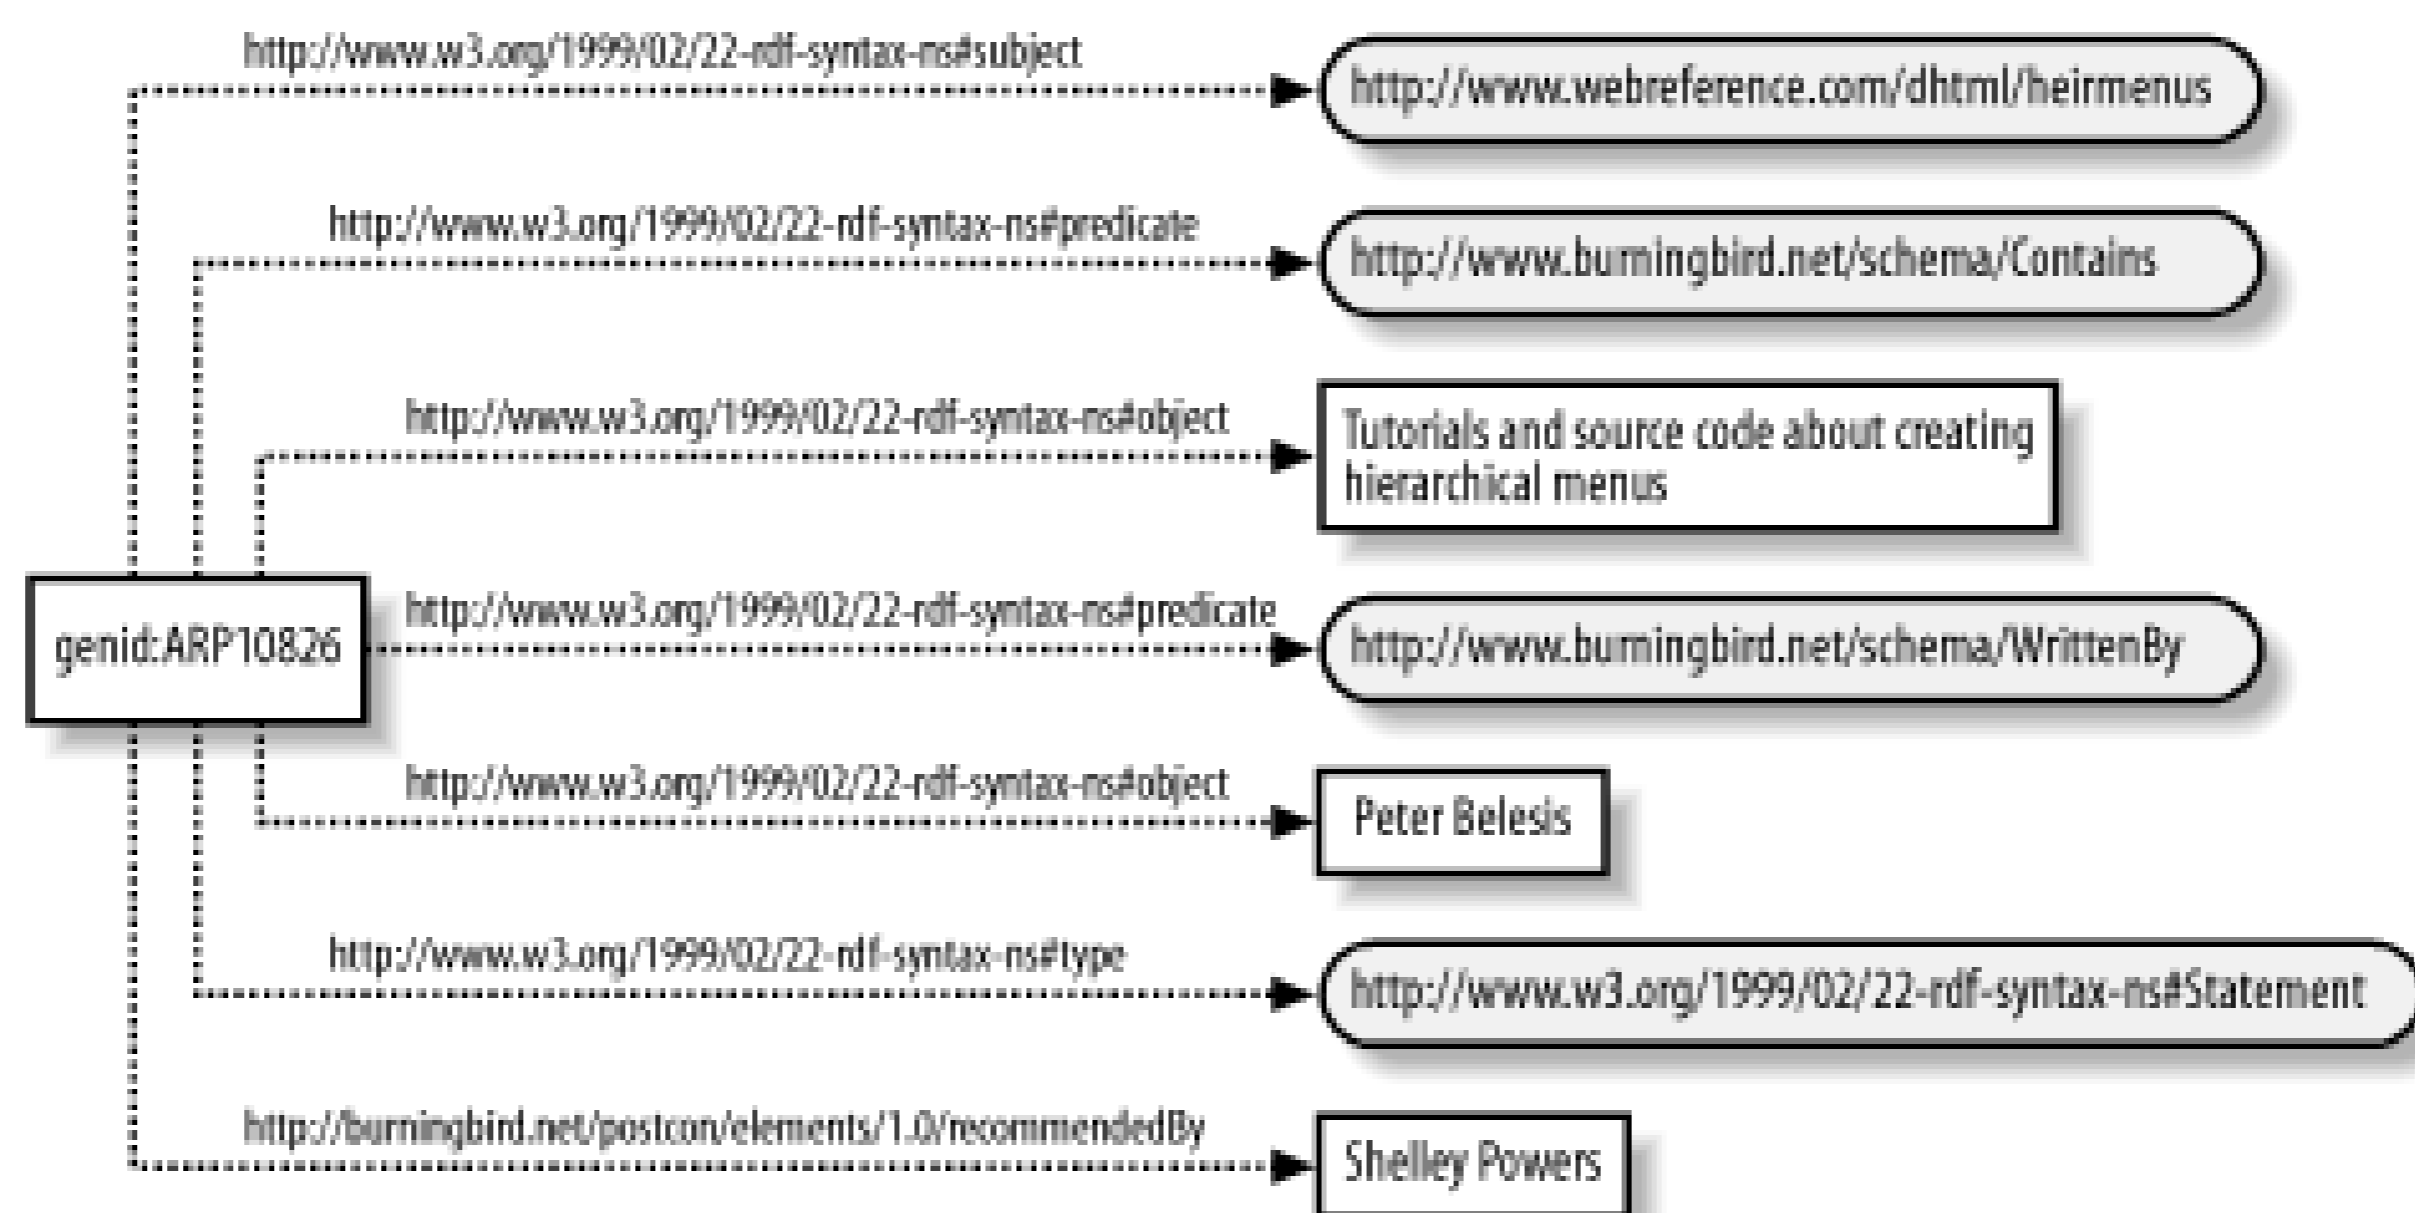 http://www.w3.org/1999/02/22-rdf-syntax-ns#subject
http://www.webreference.com/dhtml/heirmenus
http://www.w3.org/1999/02/22-rdf-syntax-ns#predicate
http://www.burningbird.net/schema/Contains
http://www.w3.org/1999/02/22-rdf-syntax-ns#object
Tutorials and source code about creating
hierarchical menus
genid:ARP10826
http://www.w3.org/1999/02/22-rdf-syntax-ns#predicate
http://www.burningbird.net/schema/WrittenBy
http://www.w3.org/1999/02/22-rdf-syntax-ns#object
Peter Belesis
http://www.w3.org/1999/02/22-rdf-syntax-ns#type
http://www.w3.org/1999/02/22-rdf-syntax-ns#Statement
http://burningbird.net/postcon/elements/1.0/recommendedBy
Shelley Powers